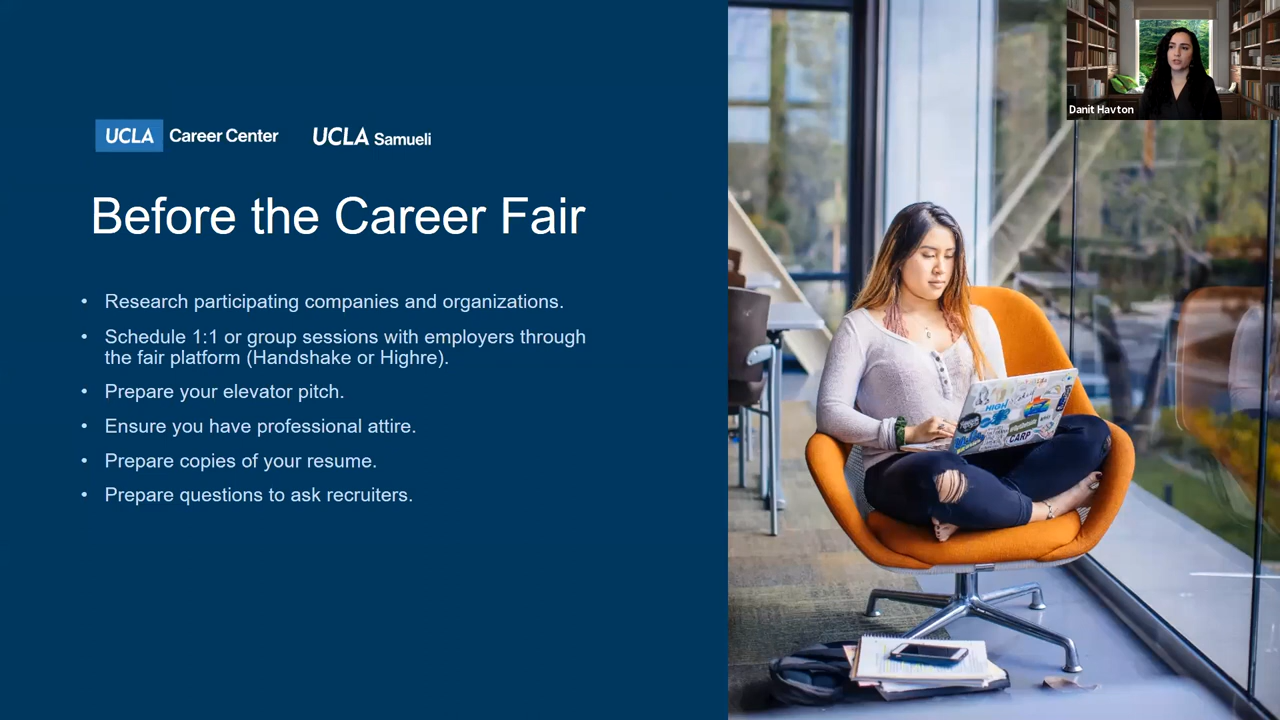 UCLA Career Center
UCLA Samueli
Before the Career Fair
• Research participating companies and organizations.
• Schedule 1:1 or group sessions with employers through
the fair platform (Handshake or Highre).
• Prepare your elevator pitch.
• Ensure you have professional attire.
• Prepare copies of your resume.
• Prepare questions to ask recruiters.
Danit Havton
HIGH
CARP